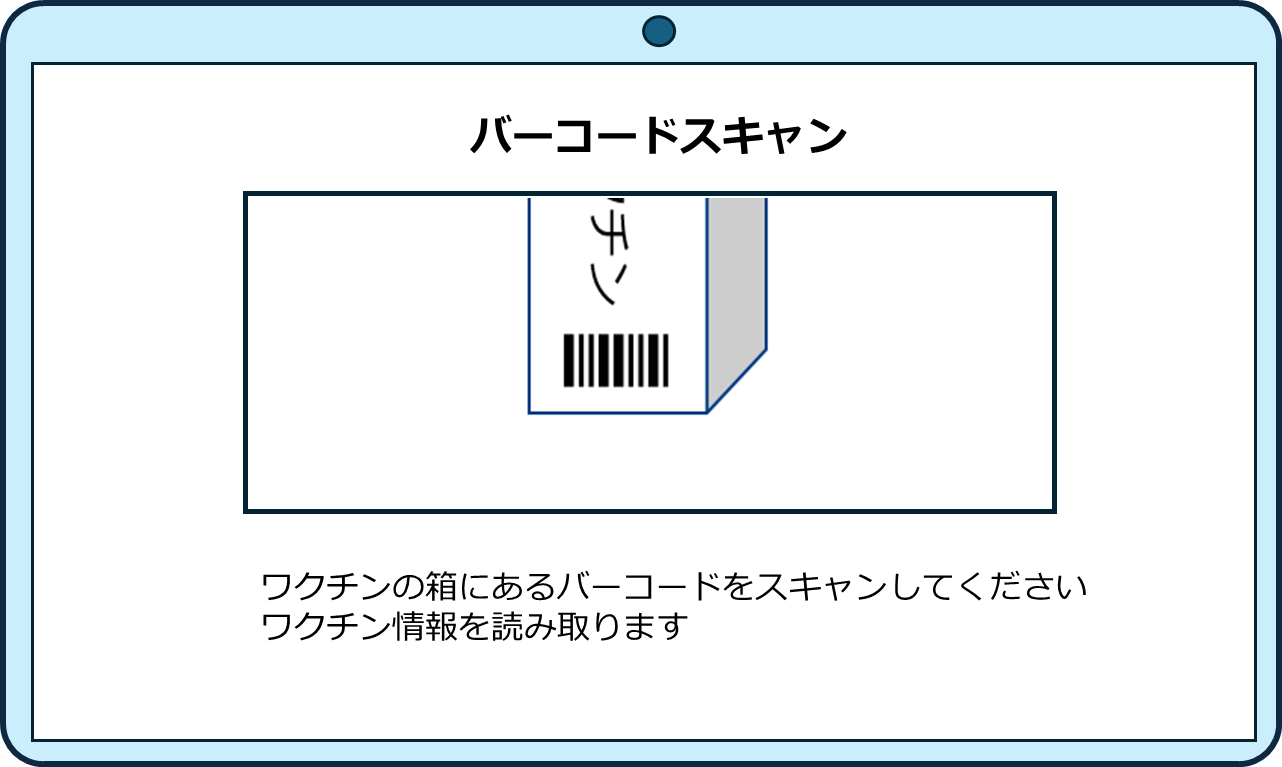 バーコードスキャン
チン
ワクチンの箱にあるバーコードをスキャンしてください
ワクチン情報を読み取ります